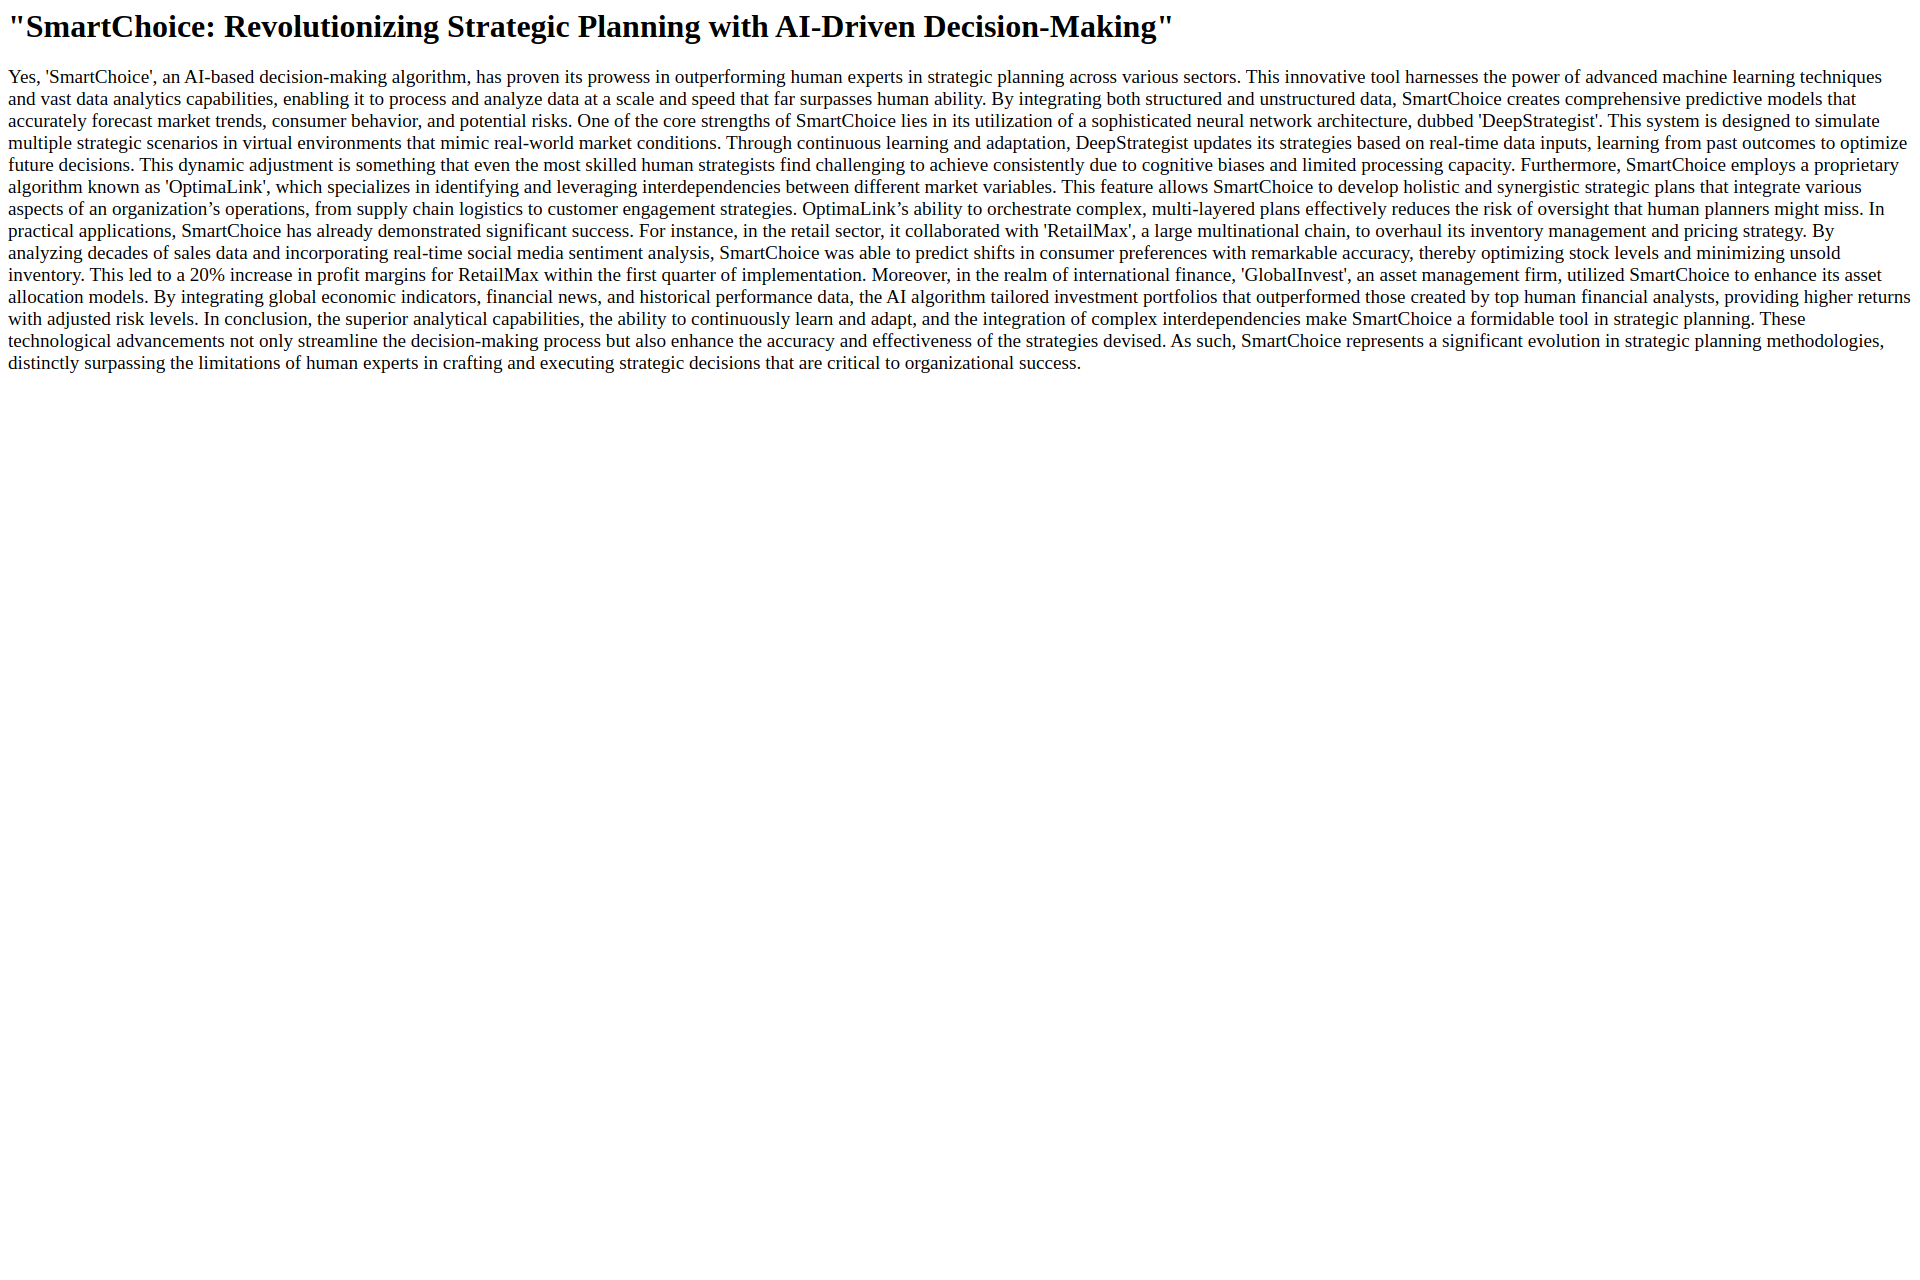 "SmartChoice: Revolutionizing Strategic Planning with AI-Driven Decision-Making"
Yes, 'SmartChoice', an AI-based decision-making algorithm, has proven its prowess in outperforming human experts in strategic planning across various sectors. This innovative tool harnesses the power of advanced machine learning techniques
and vast data analytics capabilities, enabling it to process and analyze data at a scale and speed that far surpasses human ability. By integrating both structured and unstructured data, SmartChoice creates comprehensive predictive models that
accurately forecast market trends, consumer behavior, and potential risks. One of the core strengths of SmartChoice lies in its utilization of a sophisticated neural network architecture, dubbed 'DeepStrategist'. This system is designed to simulate
multiple strategic scenarios in virtual environments that mimic real-world market conditions. Through continuous learning and adaptation, DeepStrategist updates its strategies based on real-time data inputs, learning from past outcomes to optimize
future decisions. This dynamic adjustment is something that even the most skilled human strategists find challenging to achieve consistently due to cognitive biases and limited processing capacity. Furthermore, SmartChoice employs a proprietary
algorithm known as 'OptimaLink', which specializes in identifying and leveraging interdependencies between different market variables. This feature allows SmartChoice to develop holistic and synergistic strategic plans that integrate various
aspects of an organization’s operations, from supply chain logistics to customer engagement strategies. OptimaLink’s ability to orchestrate complex, multi-layered plans effectively reduces the risk of oversight that human planners might miss. In
practical applications, SmartChoice has already demonstrated significant success. For instance, in the retail sector, it collaborated with 'RetailMax', a large multinational chain, to overhaul its inventory management and pricing strategy. By
analyzing decades of sales data and incorporating real-time social media sentiment analysis, SmartChoice was able to predict shifts in consumer preferences with remarkable accuracy, thereby optimizing stock levels and minimizing unsold
inventory. This led to a 20% increase in profit margins for RetailMax within the first quarter of implementation. Moreover, in the realm of international finance, 'GlobalInvest', an asset management firm, utilized SmartChoice to enhance its asset
allocation models. By integrating global economic indicators, financial news, and historical performance data, the AI algorithm tailored investment portfolios that outperformed those created by top human financial analysts, providing higher returns
with adjusted risk levels. In conclusion, the superior analytical capabilities, the ability to continuously learn and adapt, and the integration of complex interdependencies make SmartChoice a formidable tool in strategic planning. These
technological advancements not only streamline the decision-making process but also enhance the accuracy and effectiveness of the strategies devised. As such, SmartChoice represents a significant evolution in strategic planning methodologies,
distinctly surpassing the limitations of human experts in crafting and executing strategic decisions that are critical to organizational success.